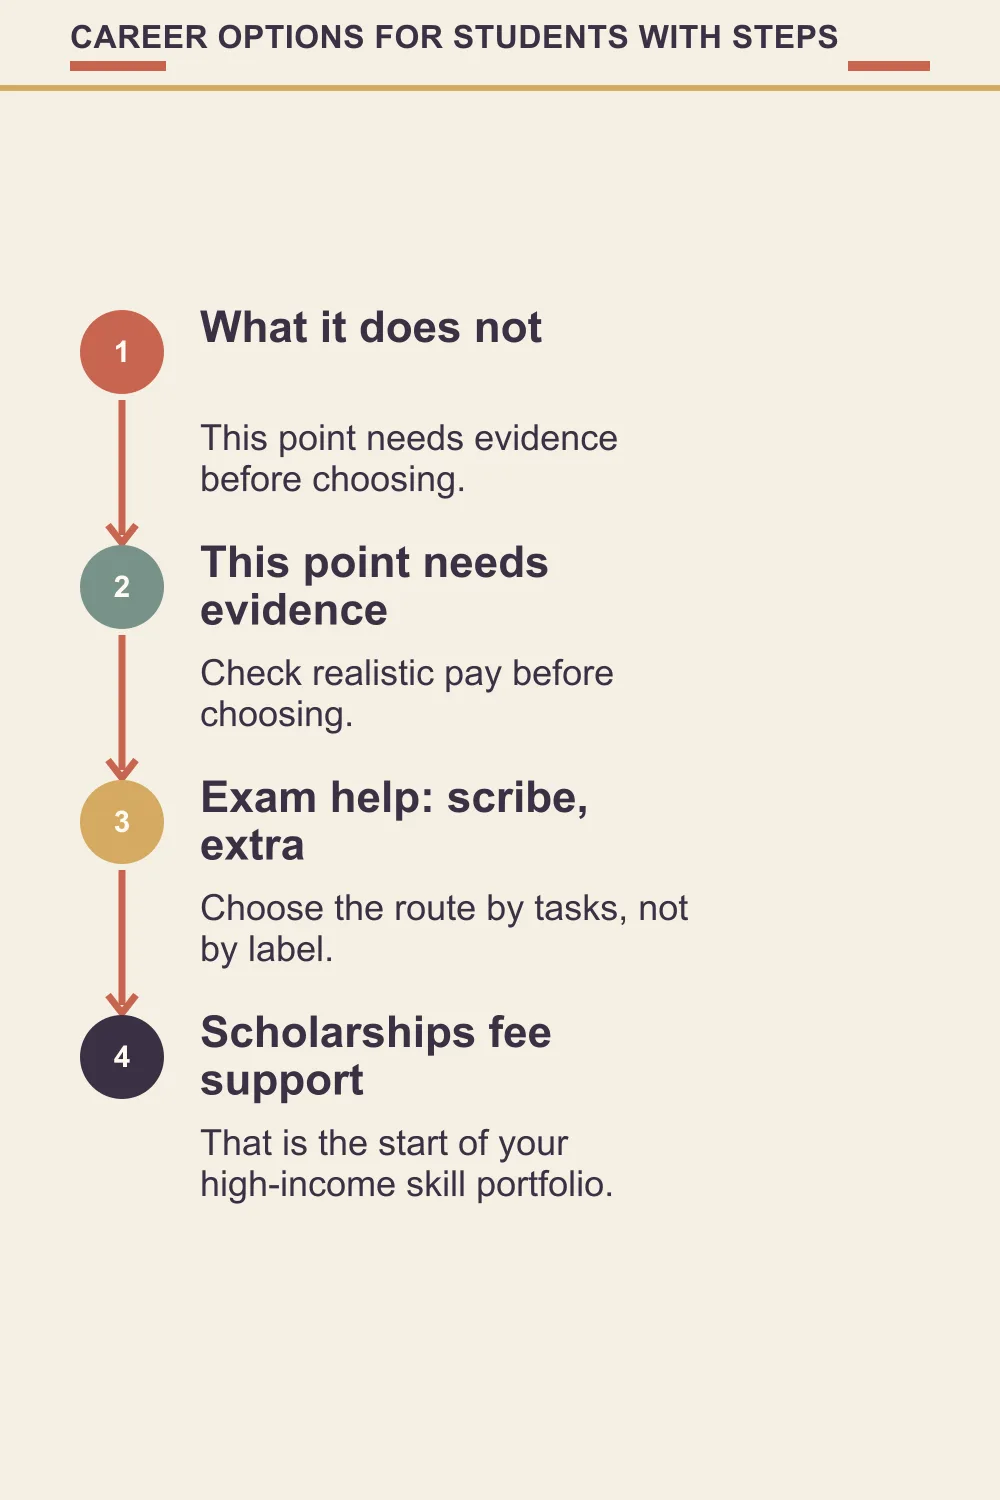 CAREER OPTIONS FOR STUDENTS WITH STEPS
1
What it does not
This point needs evidence
before choosing.
2
This point needs
evidence
Check realistic pay before
choosing.
3
Exam help: scribe,
extra
Choose the route by tasks, not
by label.
4
Scholarships fee
support
That is the start of your
high-income skill portfolio.